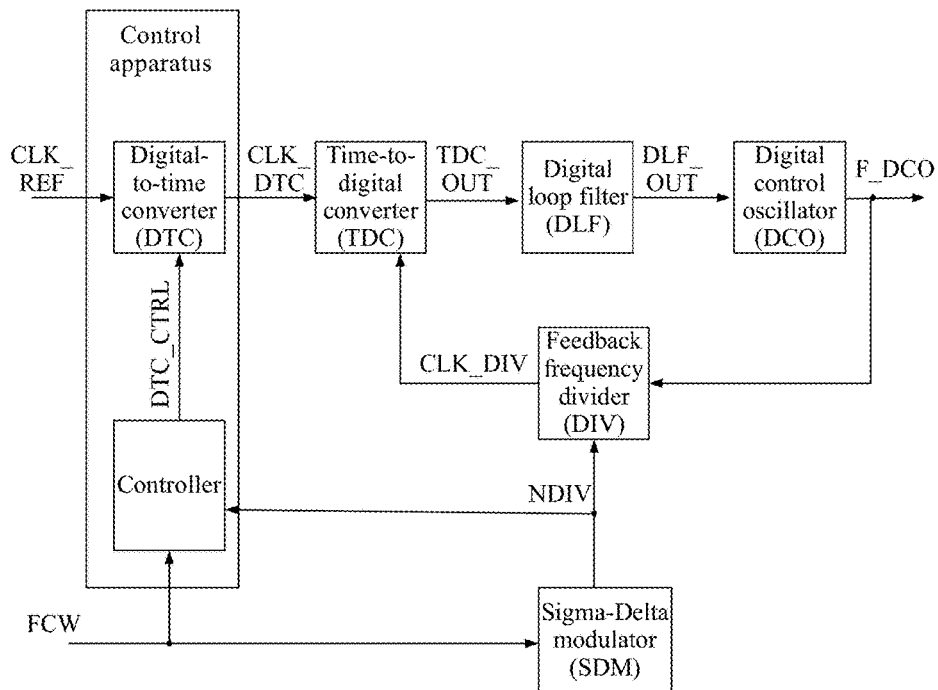 Control
apparatus
CLK_
REF
Digital-
to-time
converter
(DTC)
CLK_
DTC
Time-to-
digital
converter
(TDC)
TDC_
OUT
Digital
loop filter
(DLF)
DLF_
OUT
Digital
control
oscillator
(DCO)
F_DCO
DTC_CTRL
CLK_DIV
Feedback
frequency
divider
(DIV)
Controller
NDIV
FCW
Sigma-Delta
modulator
(SDM)